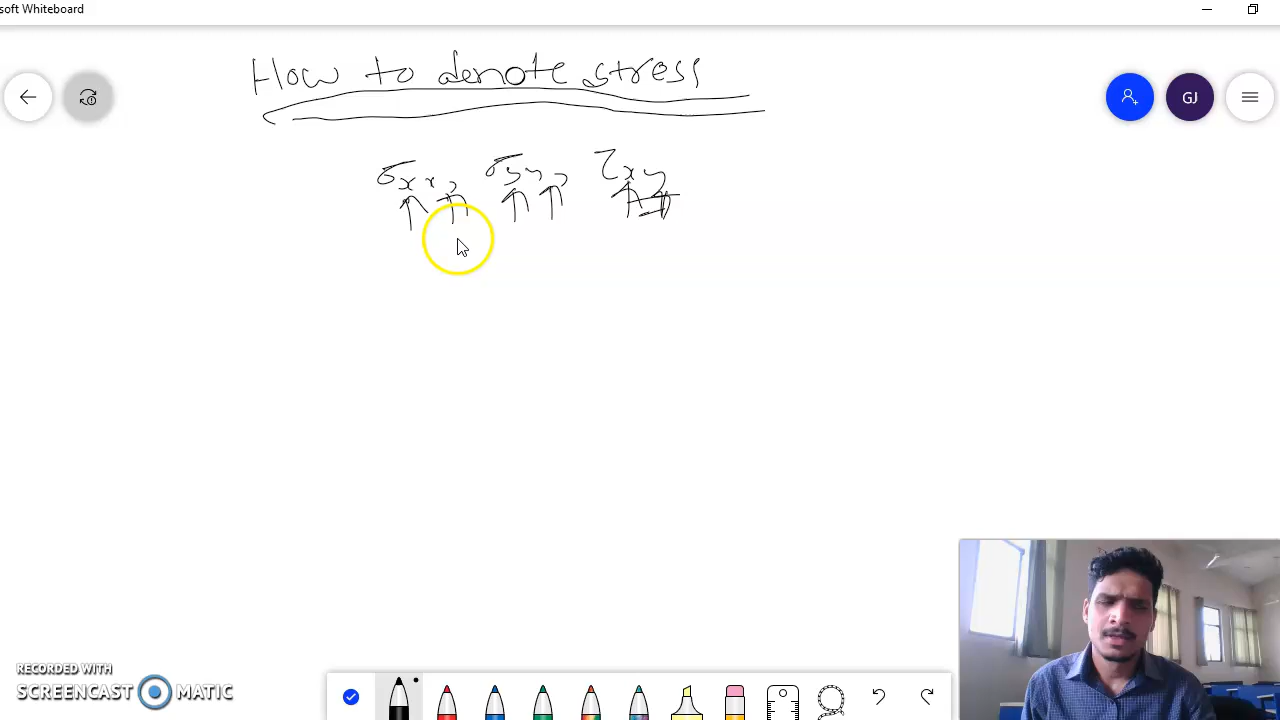 soft Whiteboard
How to denote stress
σxx, σyy, τxy
GJ
RECORDED WITH
SCREENCAST MATIC